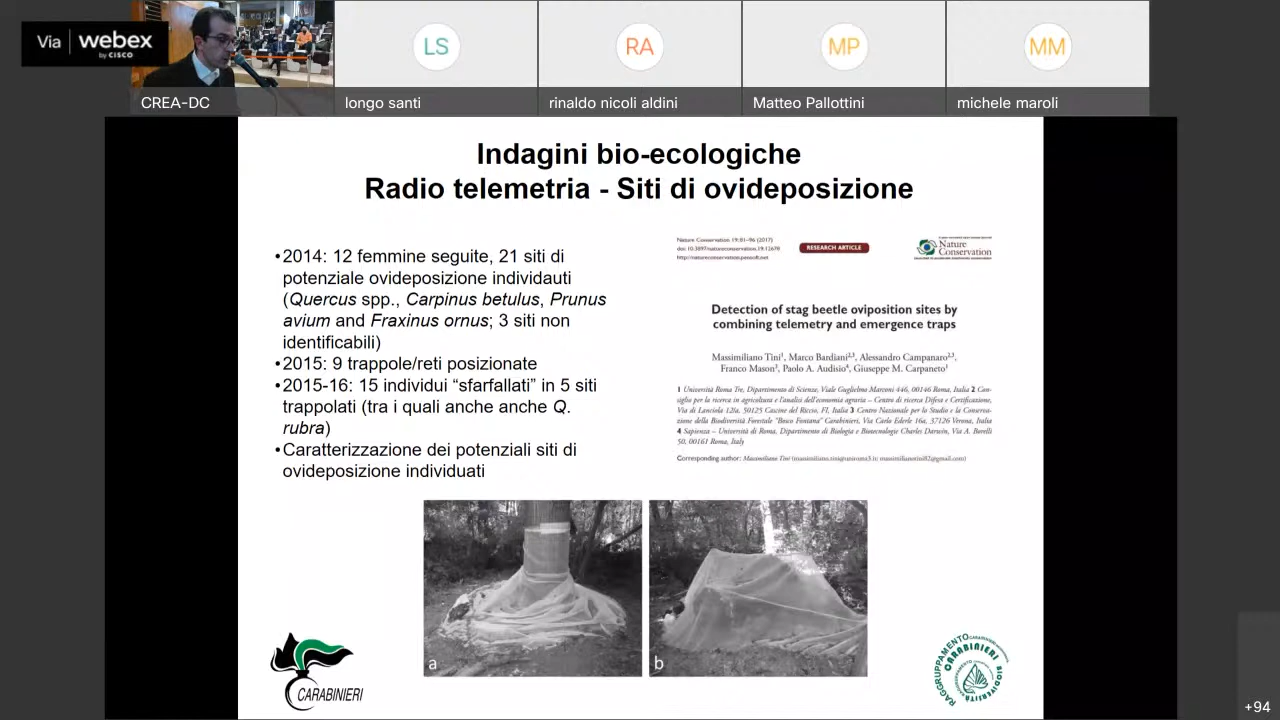 Via webex
by CISCO
LS
RA
MP
MM
CREA-DC
longo santi
rinaldo nicoli aldini
Matteo Pallottini
michele maroli
Indagini bio-ecologiche
Radio telemetria - Siti di ovideposizione
•2014: 12 femmine seguite, 21 siti di
potenziale ovideposizione individauti
(Quercus spp., Carpinus betulus, Prunus
avium and Fraxinus ornus; 3 siti non
identificabili)
•2015: 9 trappole/reti posizionate
•2015-16: 15 individui “sfarfallati” in 5 siti
trappolati (tra i quali anche anche Q.
rubra)
•Caratterizzazione dei potenziali siti di
ovideposizione individuati
Nature Conservation 19: 81–96 (2017)
doi: 10.3897/natureconservation.19.12678
http://natureconservation.pensoft.net
RESEARCH ARTICLE
Nature
Conservation
Detection of stag beetle oviposition sites by
combining telemetry and emergence traps
Massimiliano Tini1, Marco Bardiani2,3, Alessandro Campanaro2,3,
Franco Mason3, Paolo A. Audisio4, Giuseppe M. Carpaneto1
1 Università Roma Tre, Dipartimento di Scienze, Viale Guglielmo Marconi 446, 00146 Roma, Italia 2 Con-
siglio per la ricerca in agricoltura e l'analisi dell'economia agraria – Centro di ricerca Difesa e Certificazione,
Via di Lanciola 12/a, 50125 Cascine del Riccio, FI, Italia 3 Centro Nazionale per lo Studio e la Conserva-
zione della Biodiversità Forestale "Bosco Fontana" Carabinieri, Via Carlo Ederle 16a, 37126 Verona, Italia
4 Sapienza – Università di Roma, Dipartimento di Biologia e Biotecnologie Charles Darwin, Via A. Borelli
50, 00161 Roma, Italy
Corresponding author: Massimiliano Tini (massimiliano.tini@uniroma3.it; massimilianotini82@gmail.com)
a
b
CARABINIERI
RAGGRUPPAMENTO
CARABINIERI
BIODIVERSITÀ
+94